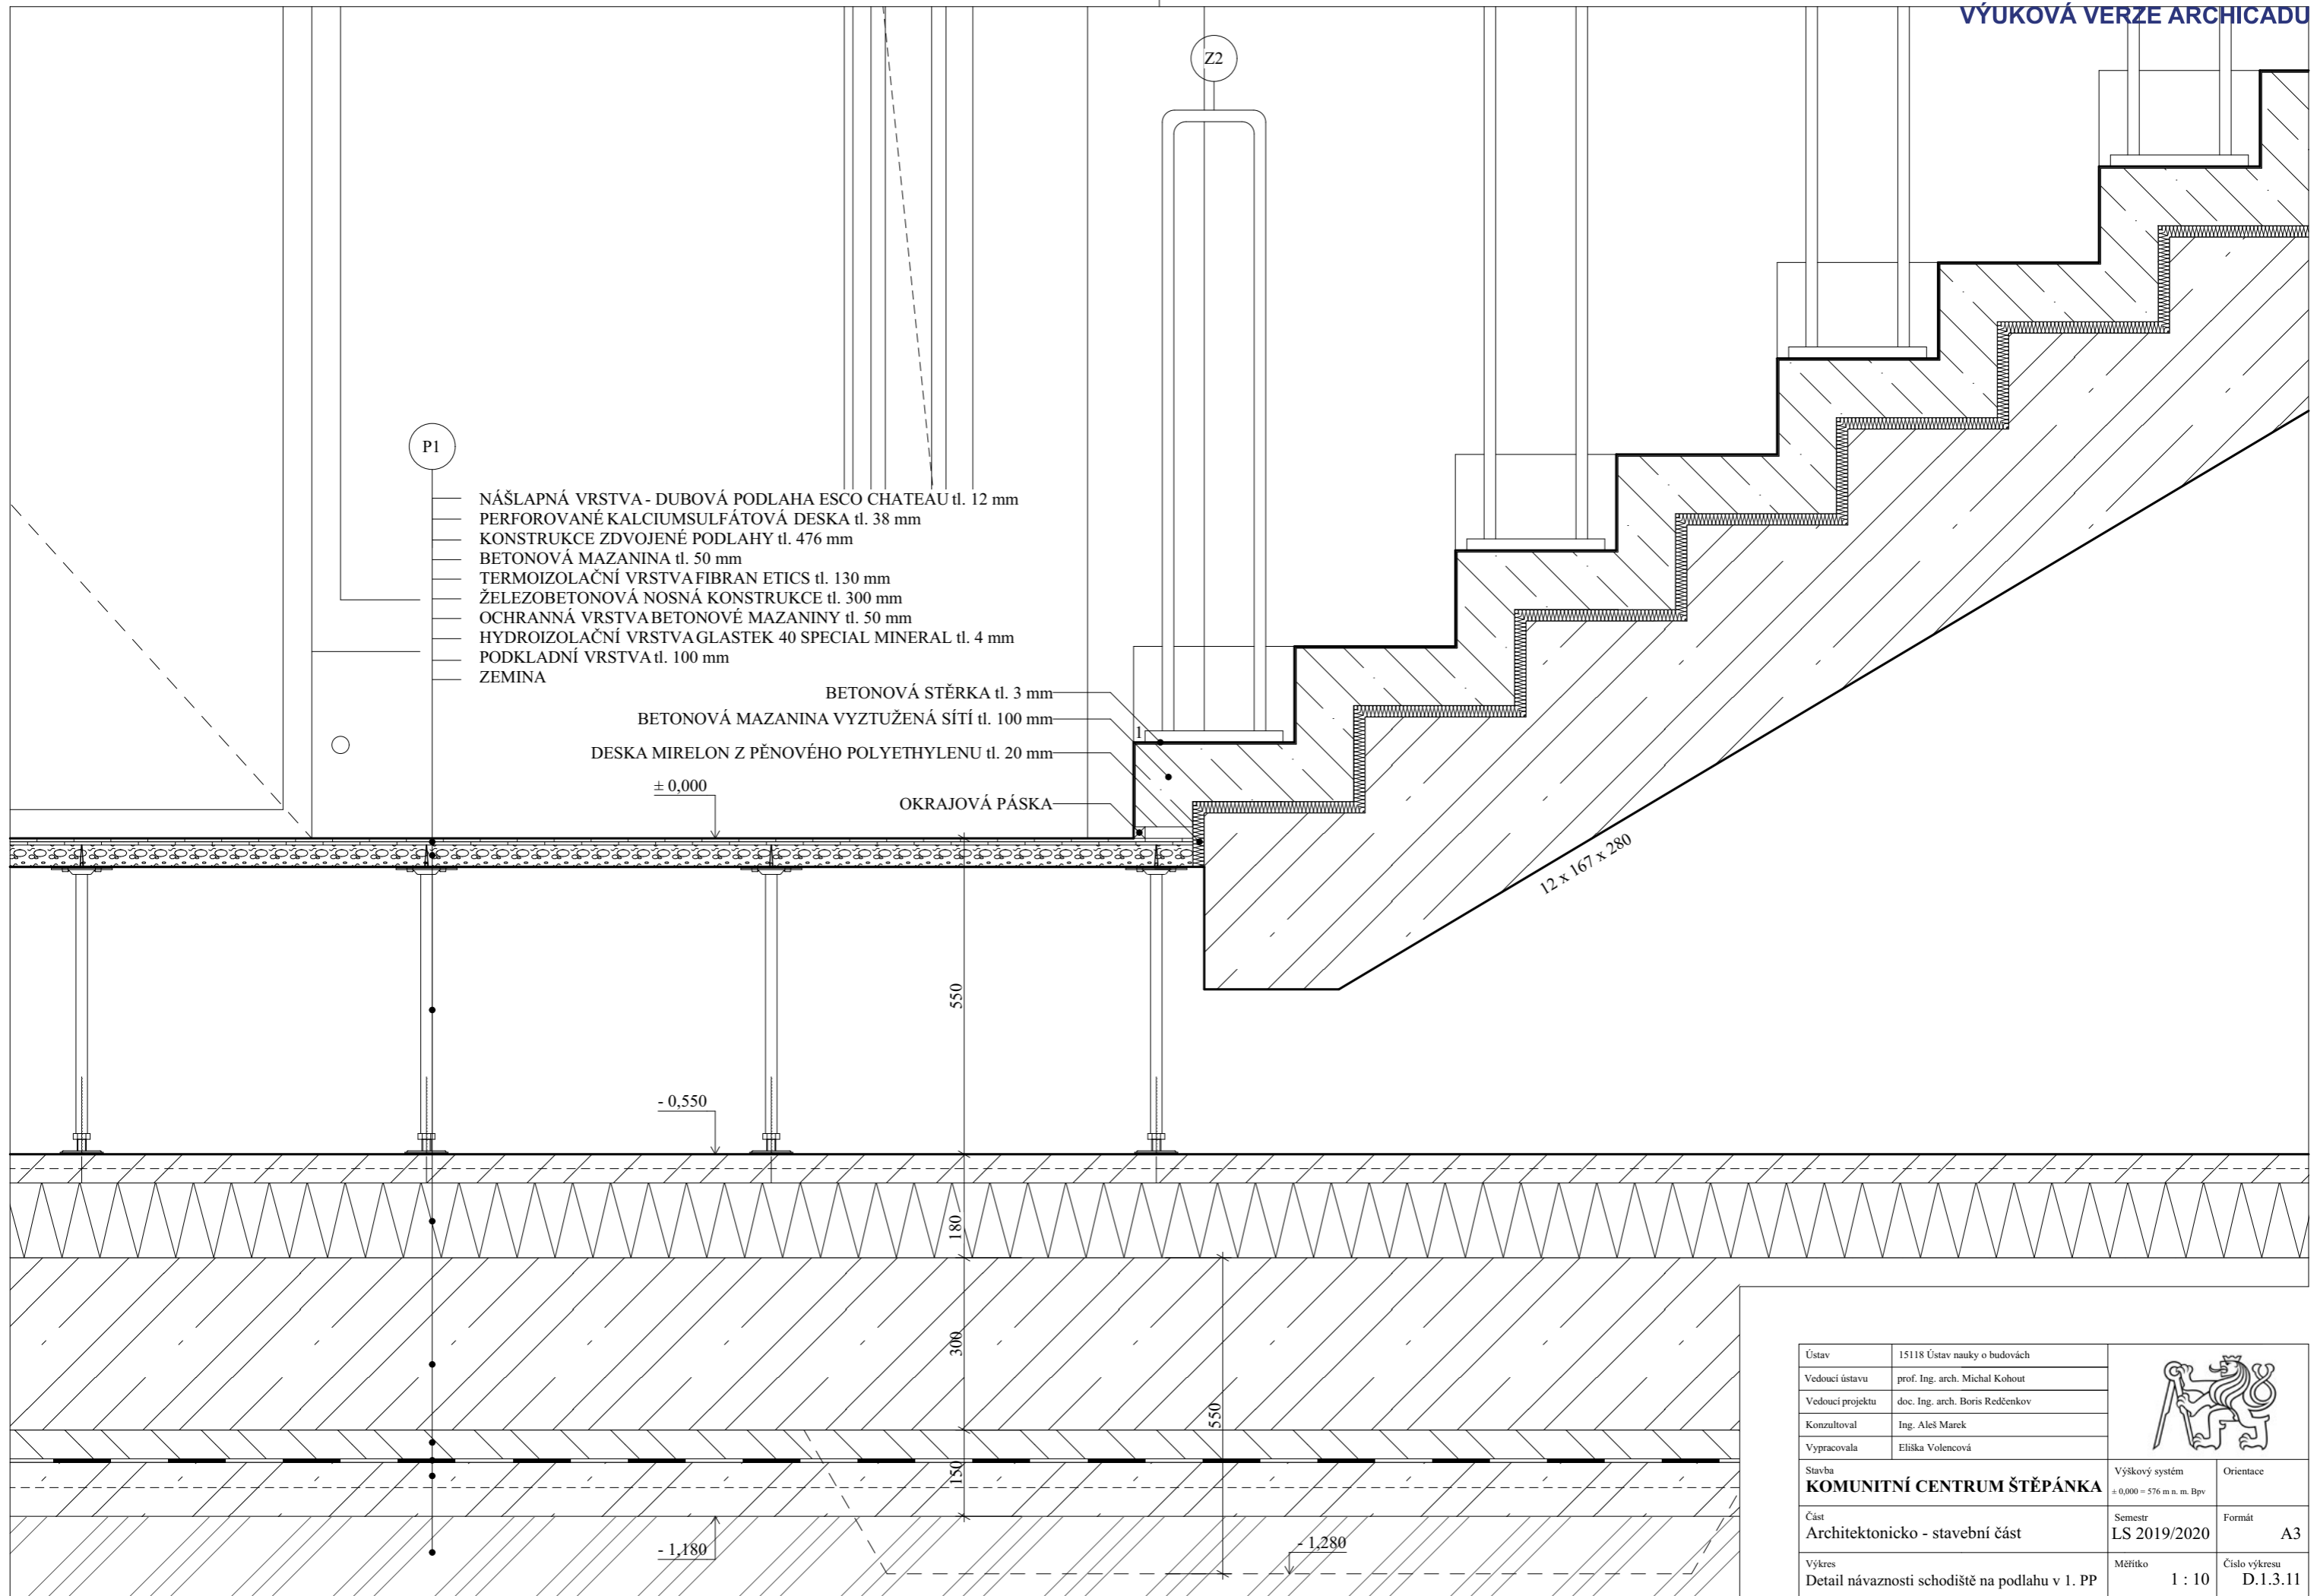 VÝUKOVÁ VERZE ARCHICADU
Z2
P1
NÁŠLAPNÁ VRSTVA - DUBOVÁ PODLAHA ESCO CHATEAU tl. 12 mm
PERFOROVANÉ KALCIUMSULFÁTOVÁ DESKA tl. 38 mm
KONSTRUKCE ZDVOJENÉ PODLAHY tl. 476 mm
BETONOVÁ MAZANINA tl. 50 mm
TERMOIZOLAČNÍ VRSTVA FIBRAN ETICS tl. 130 mm
ŽELEZOBETONOVÁ NOSNÁ KONSTRUKCE tl. 300 mm
OCHRANNÁ VRSTVA BETONOVÉ MAZANINY tl. 50 mm
HYDROIZOLAČNÍ VRSTVA GLASTEK 40 SPECIAL MINERAL tl. 4 mm
PODKLADNÍ VRSTVA tl. 100 mm
ZEMINA
BETONOVÁ STĚRKA tl. 3 mm
BETONOVÁ MAZANINA VYZTUŽENÁ SÍTÍ tl. 100 mm
1
DESKA MIRELON Z PĚNOVÉHO POLYETHYLENU tl. 20 mm
± 0,000
OKRAJOVÁ PÁSKA
12 x 167 x 280
550
- 0,550
180
300
550
150
- 1,180
- 1,280
Ústav 15118 Ústav nauky o budovách
Vedoucí ústavu prof. Ing. arch. Michal Kohout
Vedoucí projektu doc. Ing. arch. Boris Redčenkov
Konzultoval Ing. Aleš Marek
Vypracovala Eliška Volencová
Stavba
KOMUNITNÍ CENTRUM ŠTĚPÁNKA
Výškový systém
± 0,000 = 576 m n. m. Bpv
Orientace
Část
Architektonicko - stavební část
Semestr
LS 2019/2020
Formát
A3
Výkres
Detail návaznosti schodiště na podlahu v 1. PP
Měřítko
1 : 10
Číslo výkresu
D.1.3.11